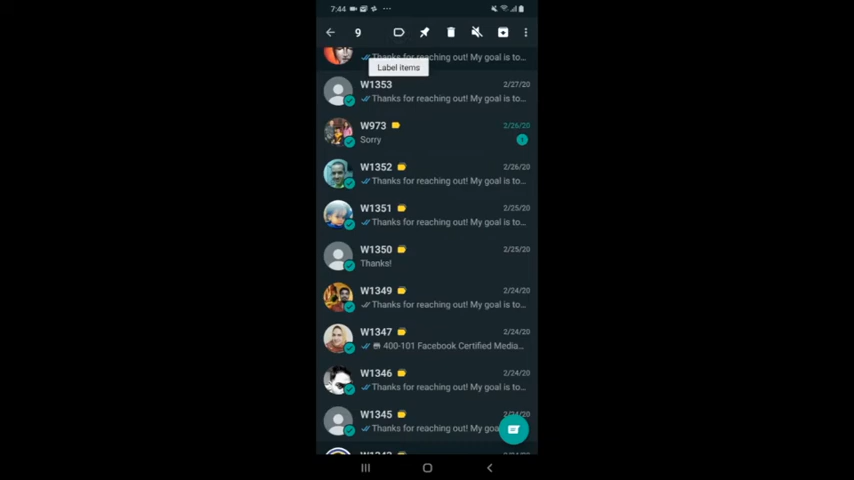 7:44
9
Thanks for reaching out! My goal is to...
Label items
W1353 2/27/20
Thanks for reaching out! My goal is to...
W973 2/26/20
Sorry
W1352 2/26/20
Thanks for reaching out! My goal is to...
W1351 2/25/20
Thanks for reaching out! My goal is to...
W1350 2/25/20
Thanks!
W1349 2/24/20
Thanks for reaching out! My goal is to...
W1347 2/24/20
400-101 Facebook Certified Media...
W1346 2/24/20
Thanks for reaching out! My goal is to...
W1345 2/24/20
Thanks for reaching out! My goa